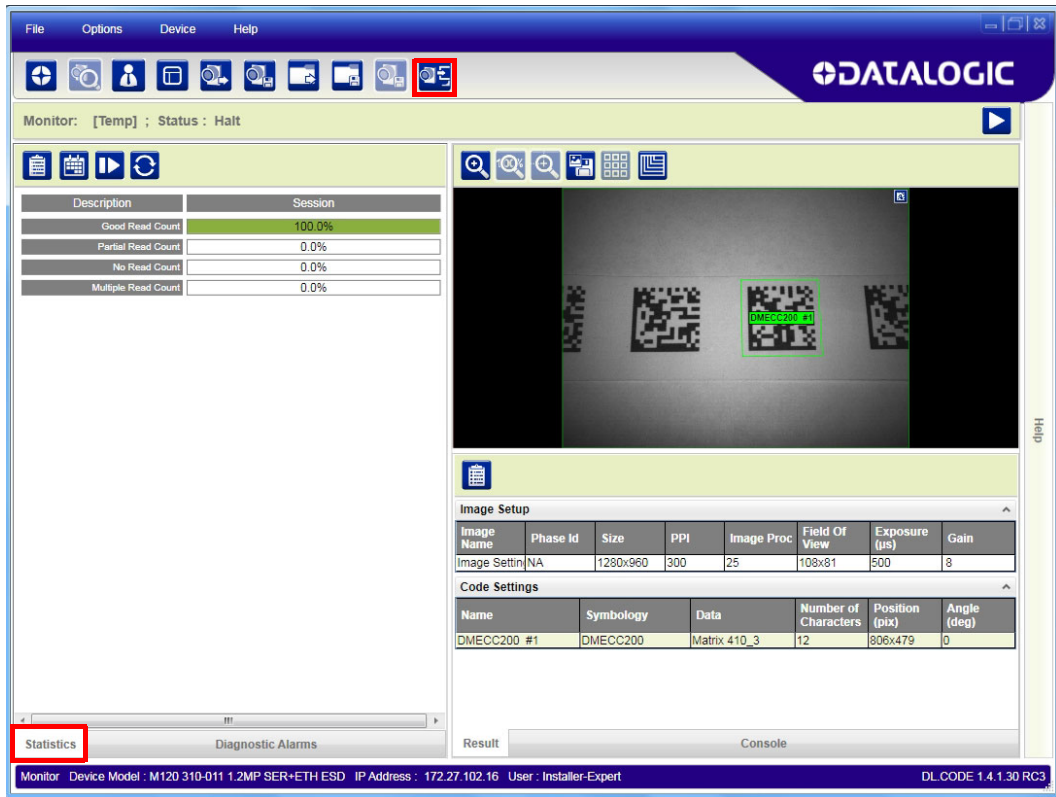 File Options Device Help
DATALOGIC
Monitor: [Temp] ; Status : Halt
Description Session
Good Read Count 100.0%
Partial Read Count 0.0%
No Read Count 0.0%
Multiple Read Count 0.0%
100%
DMECC200 #1
Help
Image Setup
Image Name Phase Id Size PPI Image Proc Field Of View Exposure (µs) Gain
Image Settin NA 1280x960 300 25 108x81 500 8
Code Settings
Name Symbology Data Number of Characters Position (pix) Angle (deg)
DMECC200 #1 DMECC200 Matrix 410_3 12 806x479 0
Statistics Diagnostic Alarms
Result Console
Monitor Device Model : M120 310-011 1.2MP SER+ETH ESD IP Address : 172.27.102.16 User : Installer-Expert DL.CODE 1.4.1.30 RC3